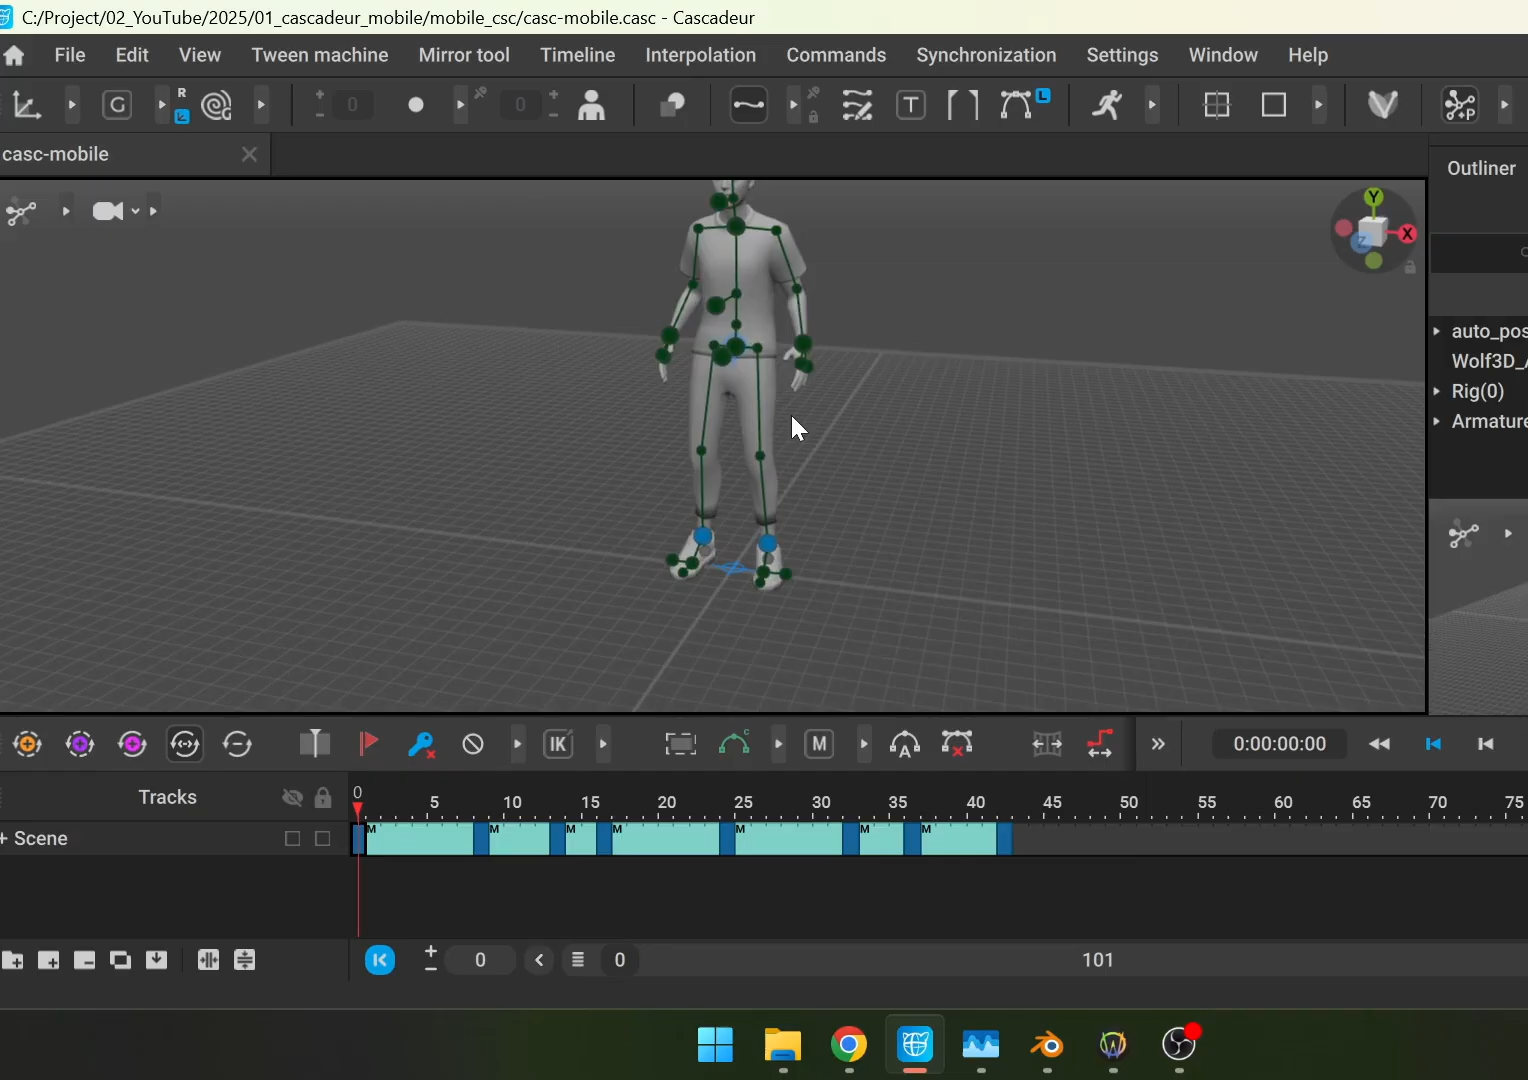 C:/Project/02_YouTube/2025/01_cascadeur_mobile/mobile_csc/casc-mobile.casc - Cascadeur
File Edit View Tween machine Mirror tool Timeline Interpolation Commands Synchronization Settings Window Help
G R L 0 0 T L P
casc-mobile
Outliner
Y
X
Z
auto_pos
Wolf3D_
Rig(0)
Armature
IK C M A 0:00:00:00
Tracks 0 5 10 15 20 25 30 35 40 45 50 55 60 65 70 75
+ Scene M M M M M M M
0 0 101